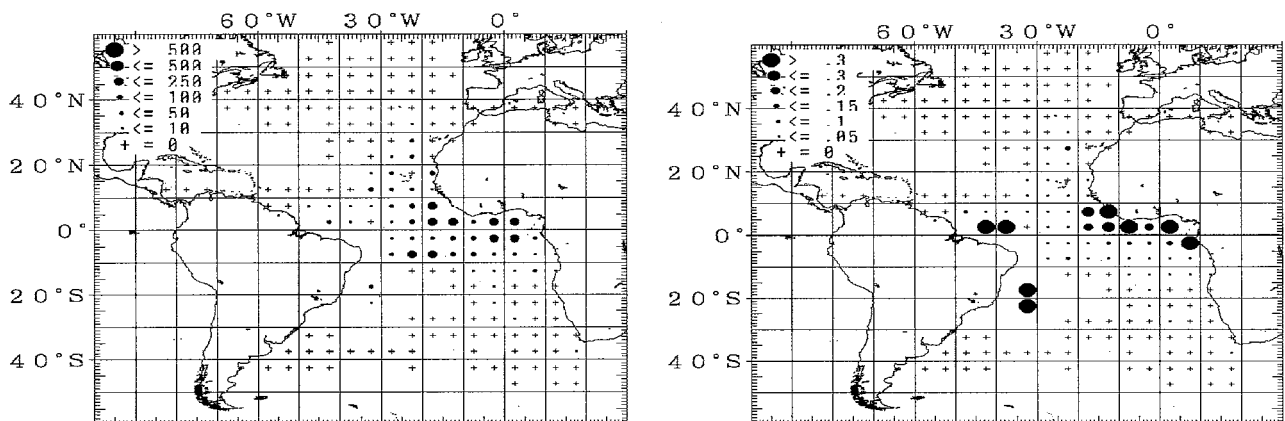 60°W 30°W 0°
> 500
<= 500
<= 250
<= 100
<= 50
<= 10
+ = 0
40°N
20°N
0°
20°S
40°S
60°W 30°W 0°
> .3
<= .3
<= .2
<= .15
<= .1
<= .05
+ = 0
40°N
20°N
0°
20°S
40°S